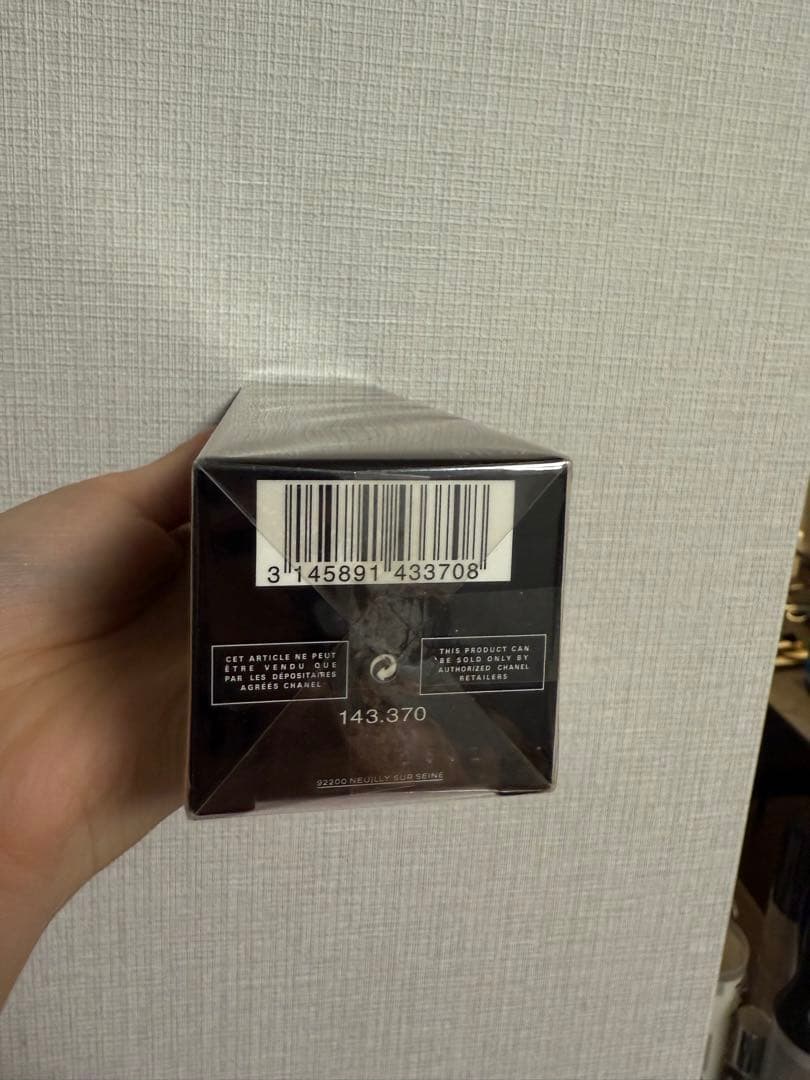 3 145891 433708
CET ARTICLE NE PEUT
ÊTRE VENDU QUE
PAR LES DÉPOSITAIRES
AGRÉÉS CHANEL
THIS PRODUCT CAN
BE SOLD ONLY BY
AUTHORIZED CHANEL
RETAILERS
143.370
92200 NEUILLY SUR SEINE